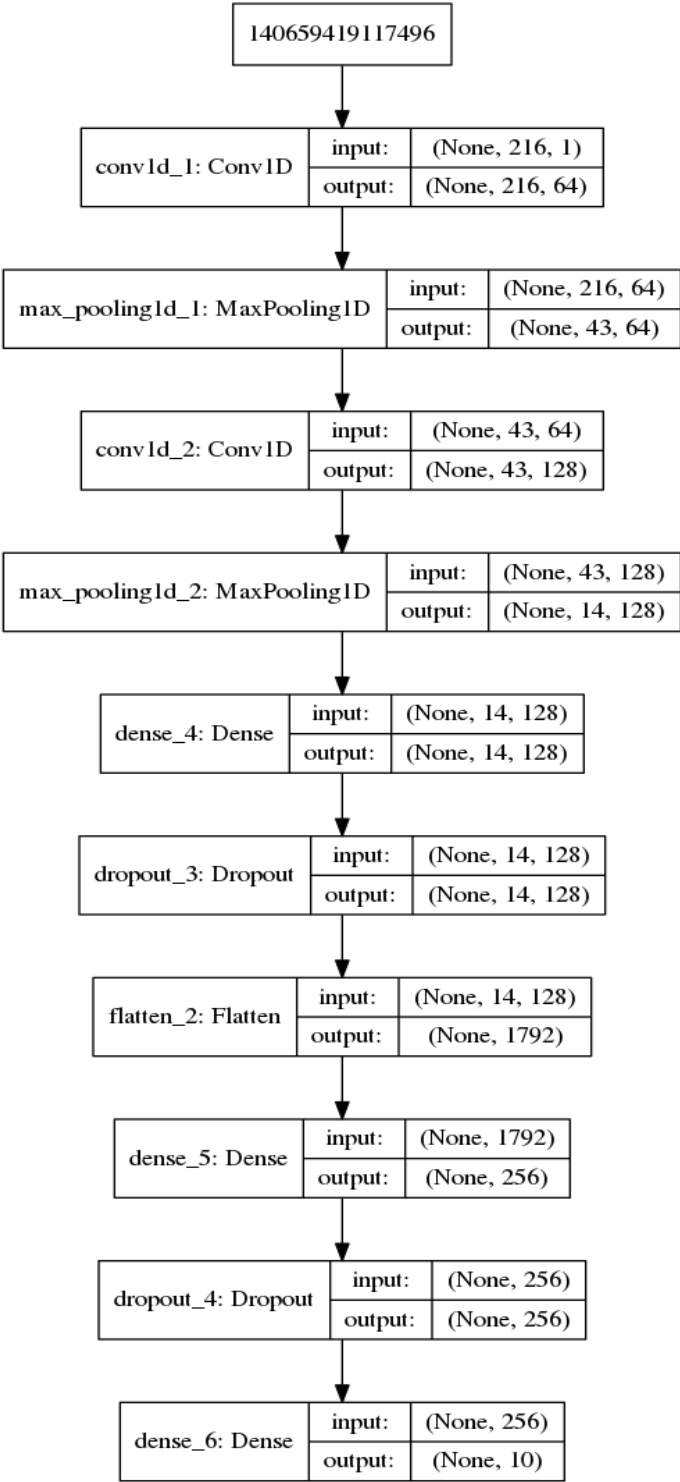 140659419117496
conv1d_1: Conv1D
input: (None, 216, 1)
output: (None, 216, 64)
max_pooling1d_1: MaxPooling1D
input: (None, 216, 64)
output: (None, 43, 64)
conv1d_2: Conv1D
input: (None, 43, 64)
output: (None, 43, 128)
max_pooling1d_2: MaxPooling1D
input: (None, 43, 128)
output: (None, 14, 128)
dense_4: Dense
input: (None, 14, 128)
output: (None, 14, 128)
dropout_3: Dropout
input: (None, 14, 128)
output: (None, 14, 128)
flatten_2: Flatten
input: (None, 14, 128)
output: (None, 1792)
dense_5: Dense
input: (None, 1792)
output: (None, 256)
dropout_4: Dropout
input: (None, 256)
output: (None, 256)
dense_6: Dense
input: (None, 256)
output: (None, 10)